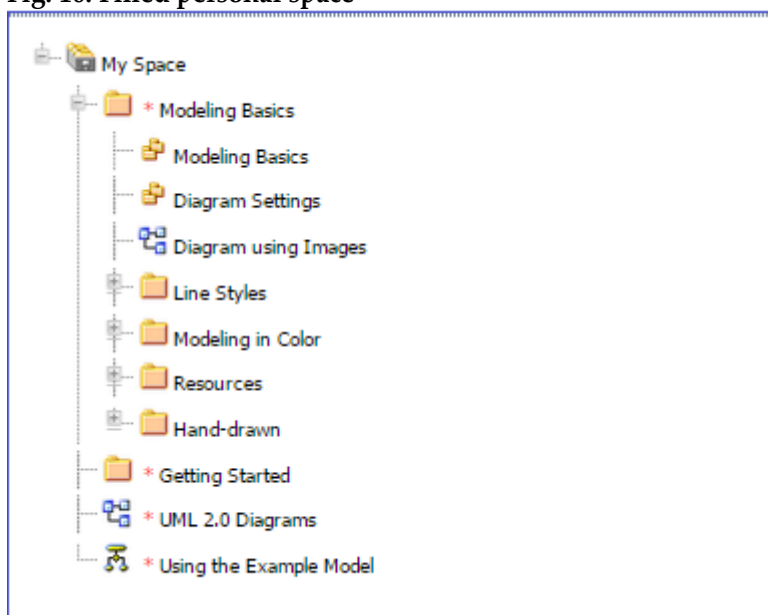 Fig. 10. Filled personal space
My Space
* Modeling Basics
Modeling Basics
Diagram Settings
Diagram using Images
Line Styles
Modeling in Color
Resources
Hand-drawn
* Getting Started
* UML 2.0 Diagrams
* Using the Example Model